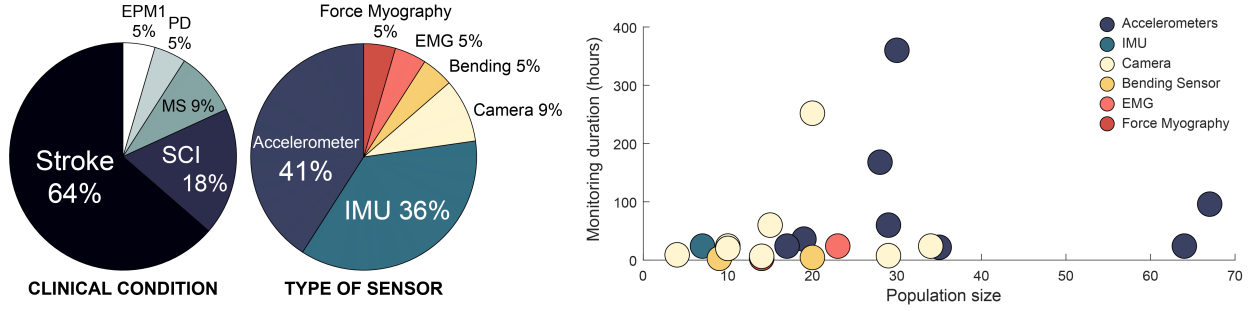 EPM1
5%
PD
5%
MS 9%
SCI
18%
Stroke
64%
CLINICAL CONDITION
Force Myography
5%
EMG 5%
Bending 5%
Camera 9%
Accelerometer
41%
IMU 36%
TYPE OF SENSOR
Monitoring duration (hours)
400
300
200
100
0
0 10 20 30 40 50 60 70
Population size
Accelerometers
IMU
Camera
Bending Sensor
EMG
Force Myography